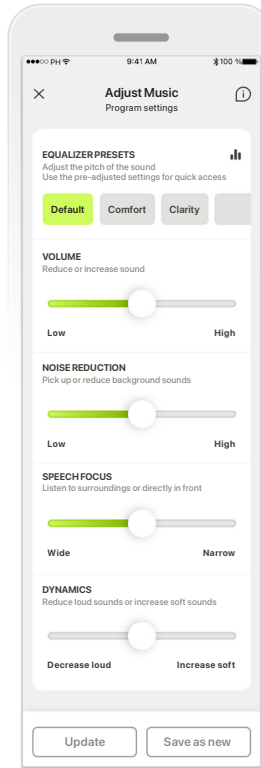 PH 9:41 AM 100 %
Adjust Music
Program settings
EQUALIZER PRESETS
Adjust the pitch of the sound
Use the pre-adjusted settings for quick access
Default Comfort Clarity
VOLUME
Reduce or increase sound
Low High
NOISE REDUCTION
Pick up or reduce background sounds
Low High
SPEECH FOCUS
Listen to surroundings or directly in front
Wide Narrow
DYNAMICS
Reduce loud sounds or increase soft sounds
Decrease loud Increase soft
Update Save as new